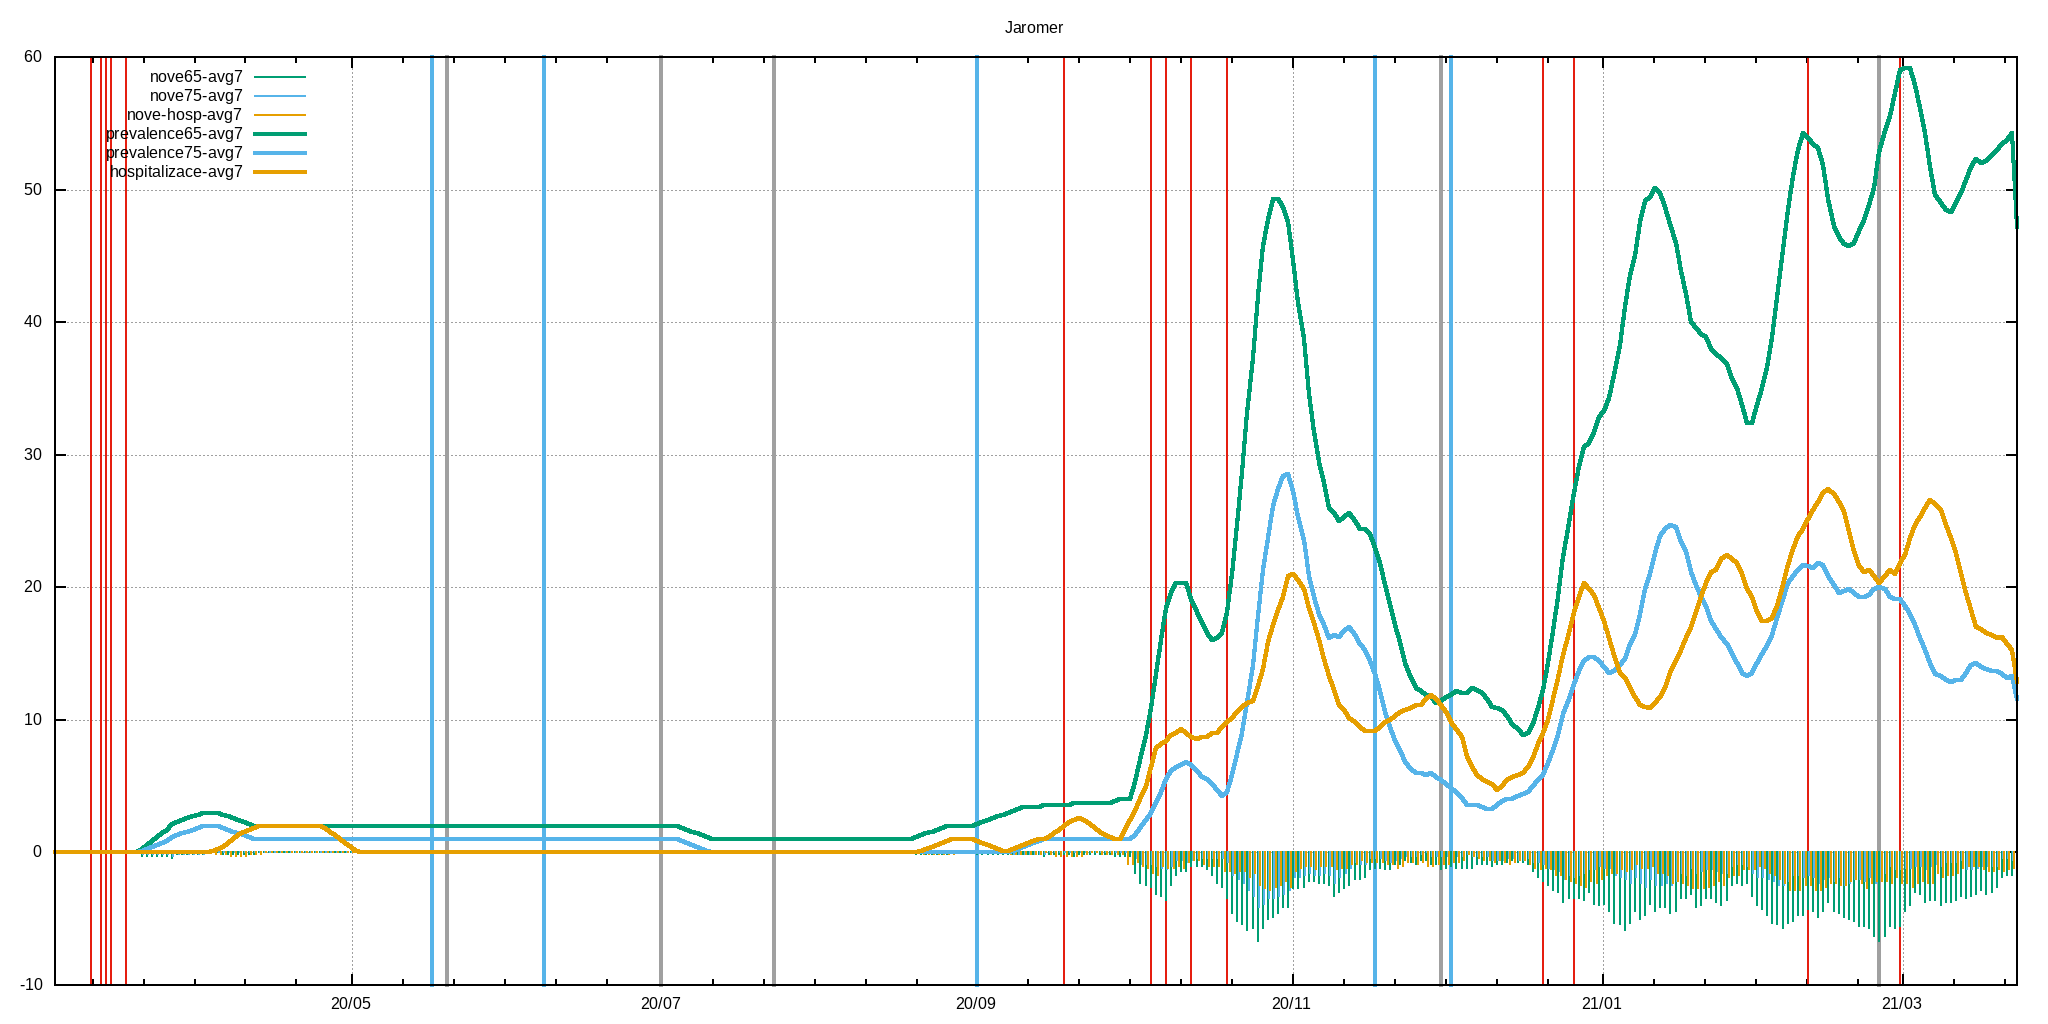 Jaromer
60
50
40
30
20
10
0
-10
nove65-avg7
nove75-avg7
nove-hosp-avg7
prevalence65-avg7
prevalence75-avg7
hospitalizace-avg7
20/05 20/07 20/09 20/11 21/01 21/03